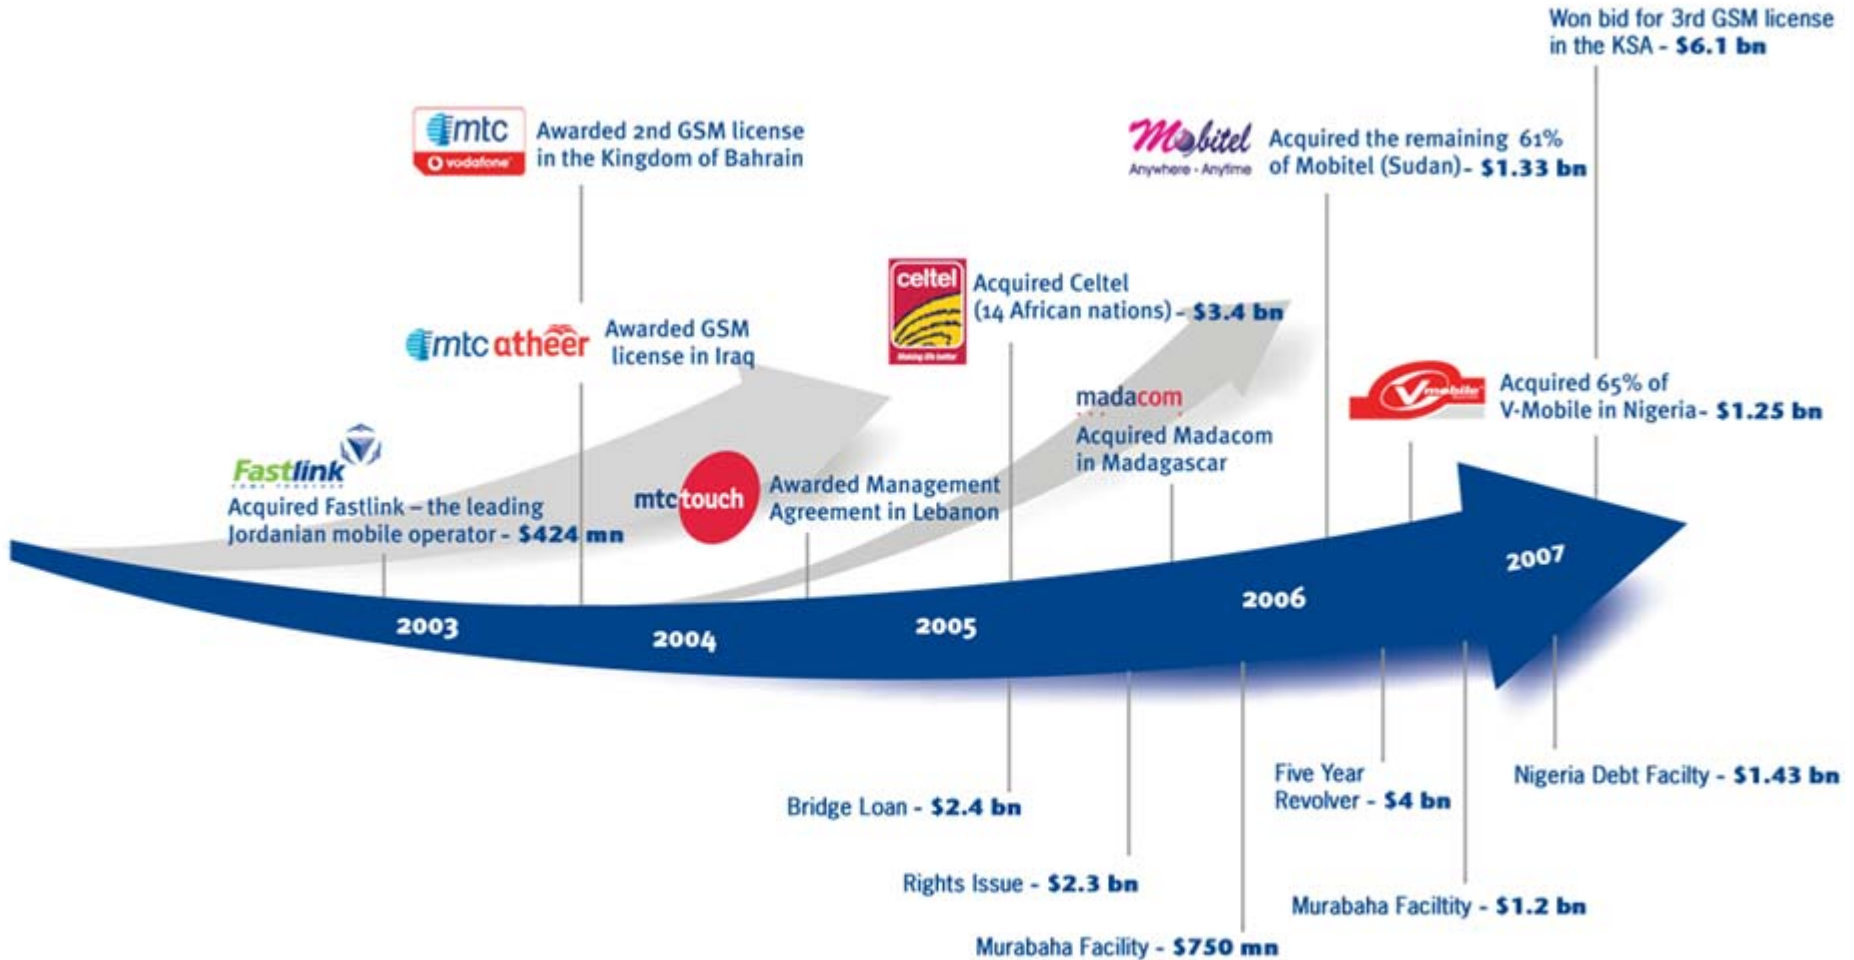 Won bid for 3rd GSM license
in the KSA - $6.1 bn
mtc
vodafone
Awarded 2nd GSM license
in the Kingdom of Bahrain
Mobitel
Anywhere - Anytime
Acquired the remaining 61%
of Mobitel (Sudan)- $1.33 bn
celtel
Making life better
Acquired Celtel
(14 African nations) - $3.4 bn
mtc atheer
Awarded GSM
license in Iraq
Vmobile
Acquired 65% of
V-Mobile in Nigeria- $1.25 bn
madacom
Acquired Madacom
in Madagascar
Fastlink
Acquired Fastlink – the leading
Jordanian mobile operator - $424 mn
mtc touch
Awarded Management
Agreement in Lebanon
2003
2004
2005
2006
2007
Bridge Loan - $2.4 bn
Rights Issue - $2.3 bn
Murabaha Facility - $750 mn
Five Year
Revolver - $4 bn
Murabaha Faciltity - $1.2 bn
Nigeria Debt Facilty - $1.43 bn